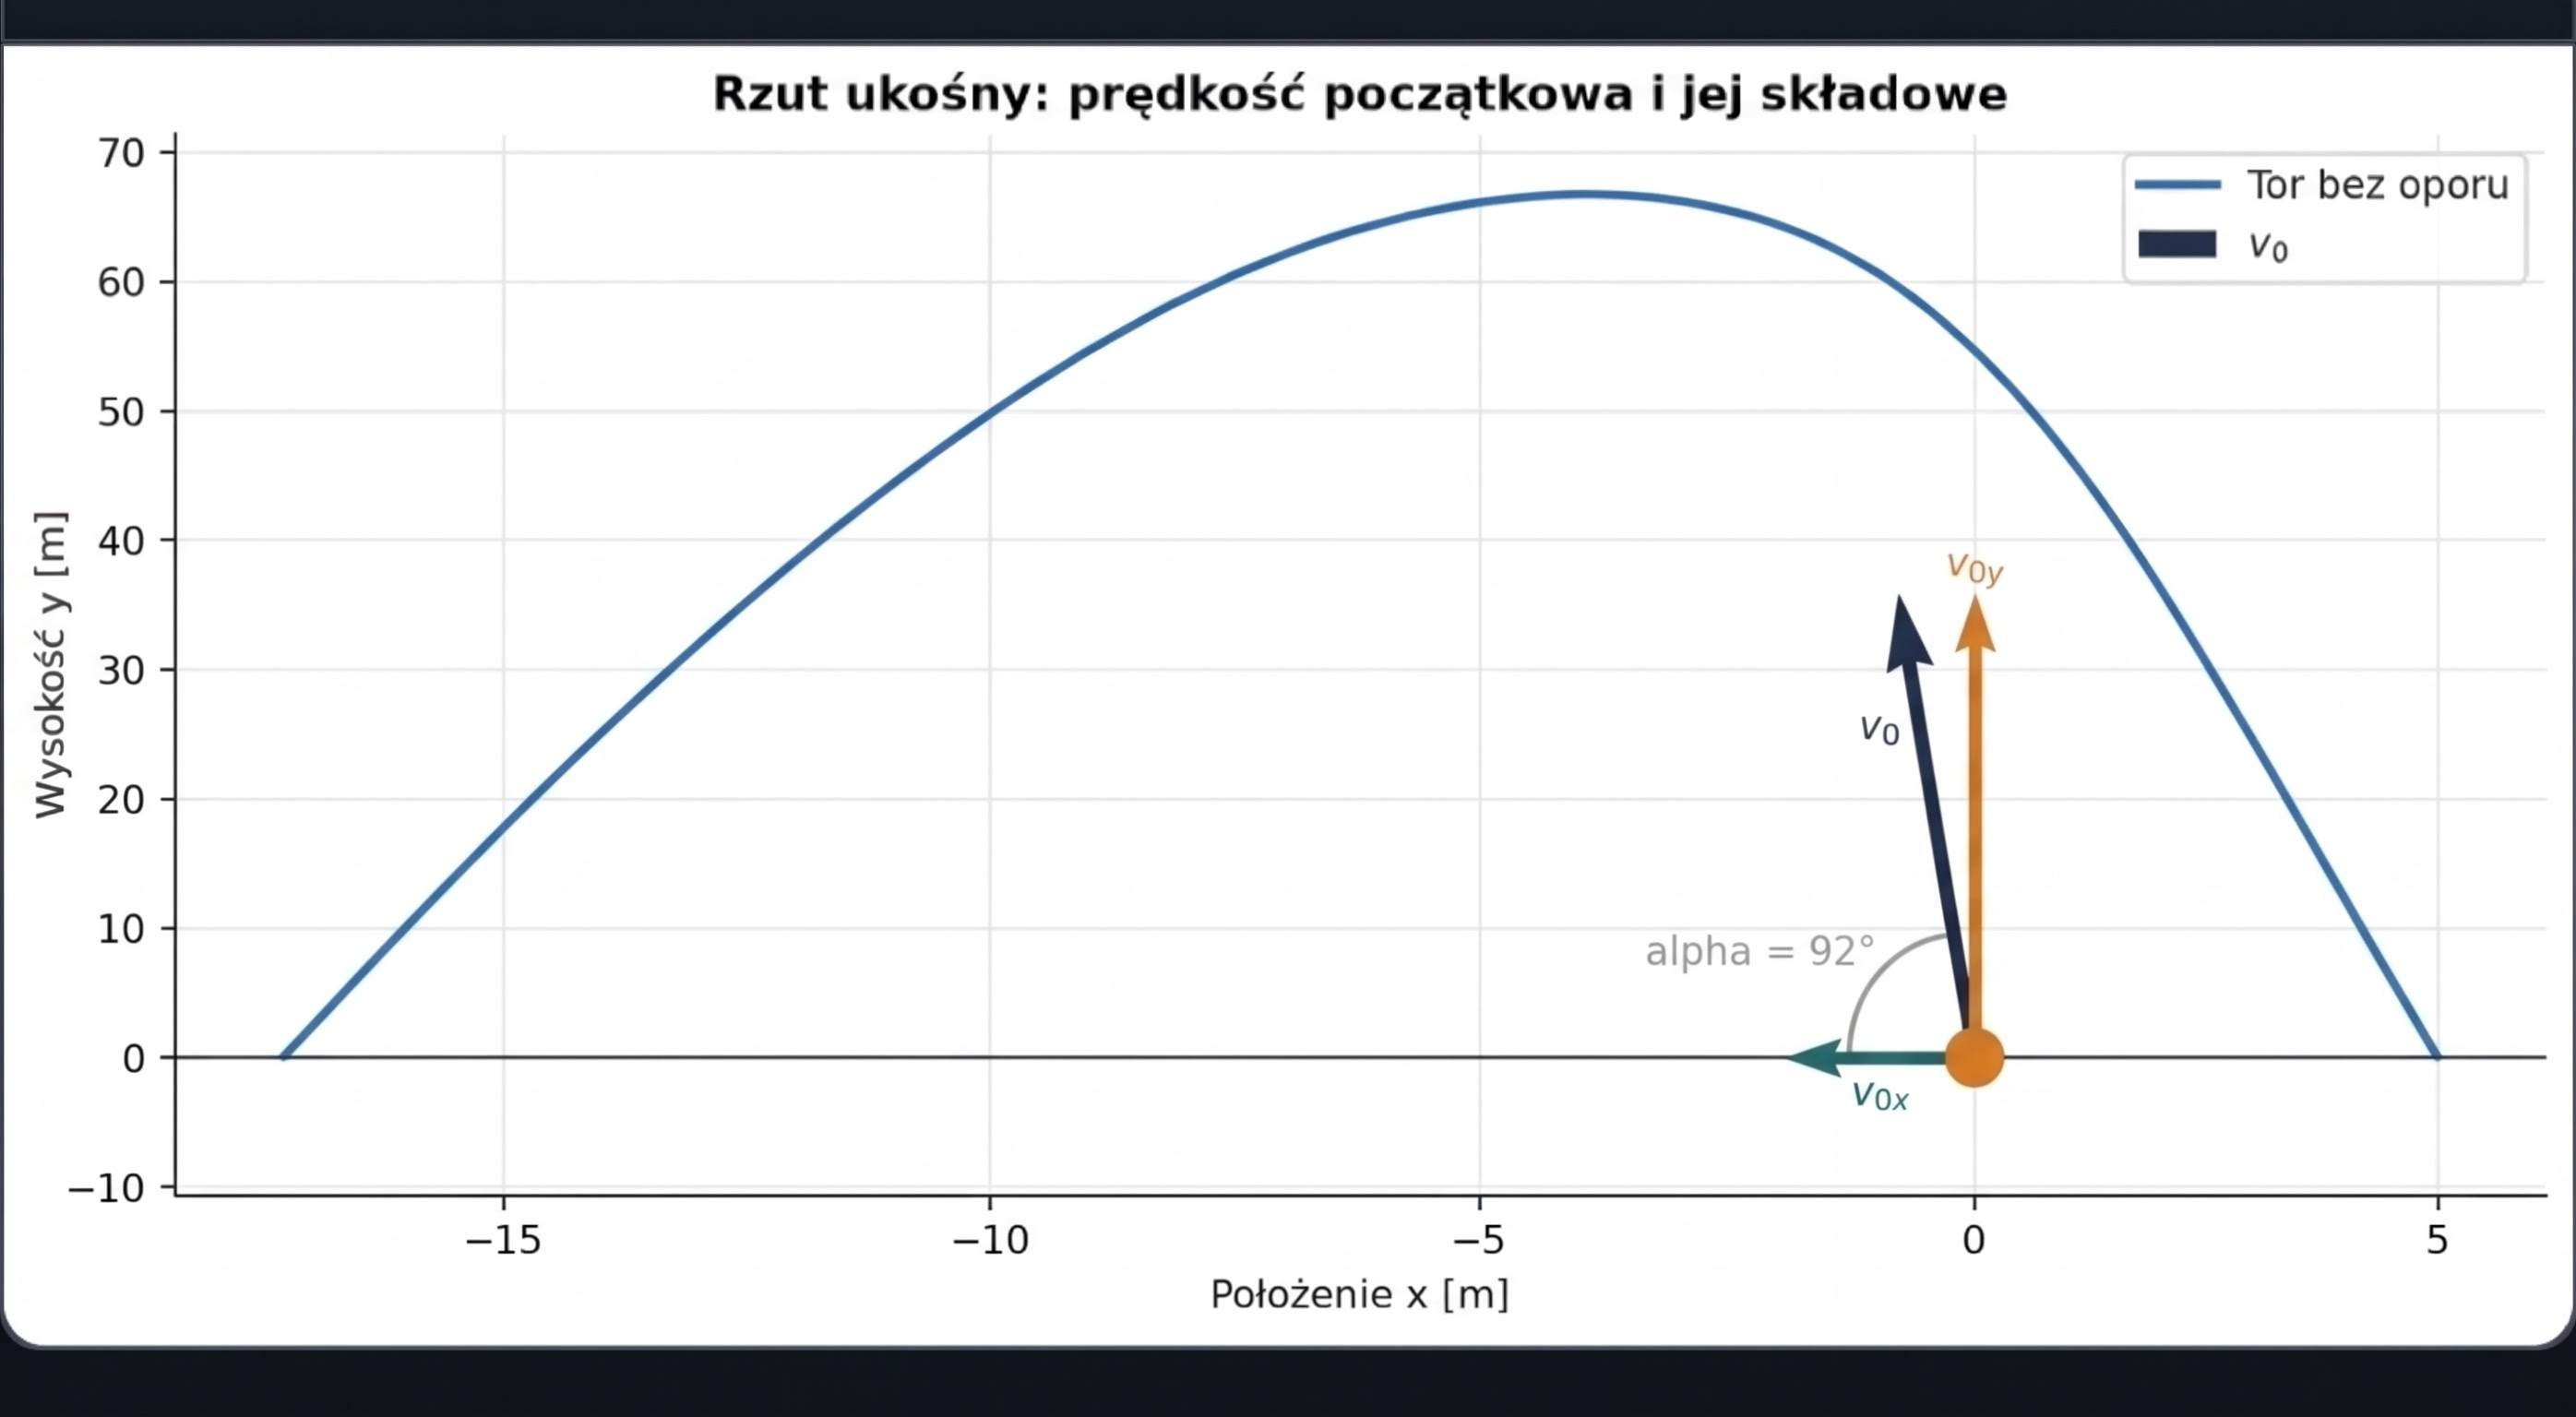 Rzut ukośny: prędkość początkowa i jej składowe
70
60
50
40
30
20
10
0
−10
Wysokość y [m]
Tor bez oporu
v0
v0y
v0
alpha = 92°
v0x
−15
−10
−5
0
5
Położenie x [m]